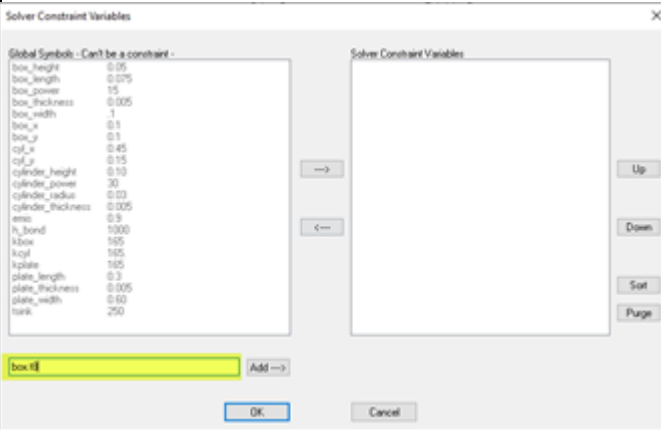 Solver Constraint Variables
Global Symbols - Can't be a constraint -
box_height 0.05
box_length 0.075
box_power 15
box_thickness 0.005
box_width .1
box_x 0.1
box_y 0.1
cyl_x 0.45
cyl_y 0.15
cylinder_height 0.10
cylinder_power 30
cylinder_radius 0.03
cylinder_thickness 0.005
emis 0.9
h_bond 1000
kbox 165
kcyl 165
kplate 165
plate_length 0.3
plate_thickness 0.005
plate_width 0.60
tsink 250
Solver Constraint Variables
--->
<---
Up
Down
Sort
Purge
Add --->
OK
Cancel